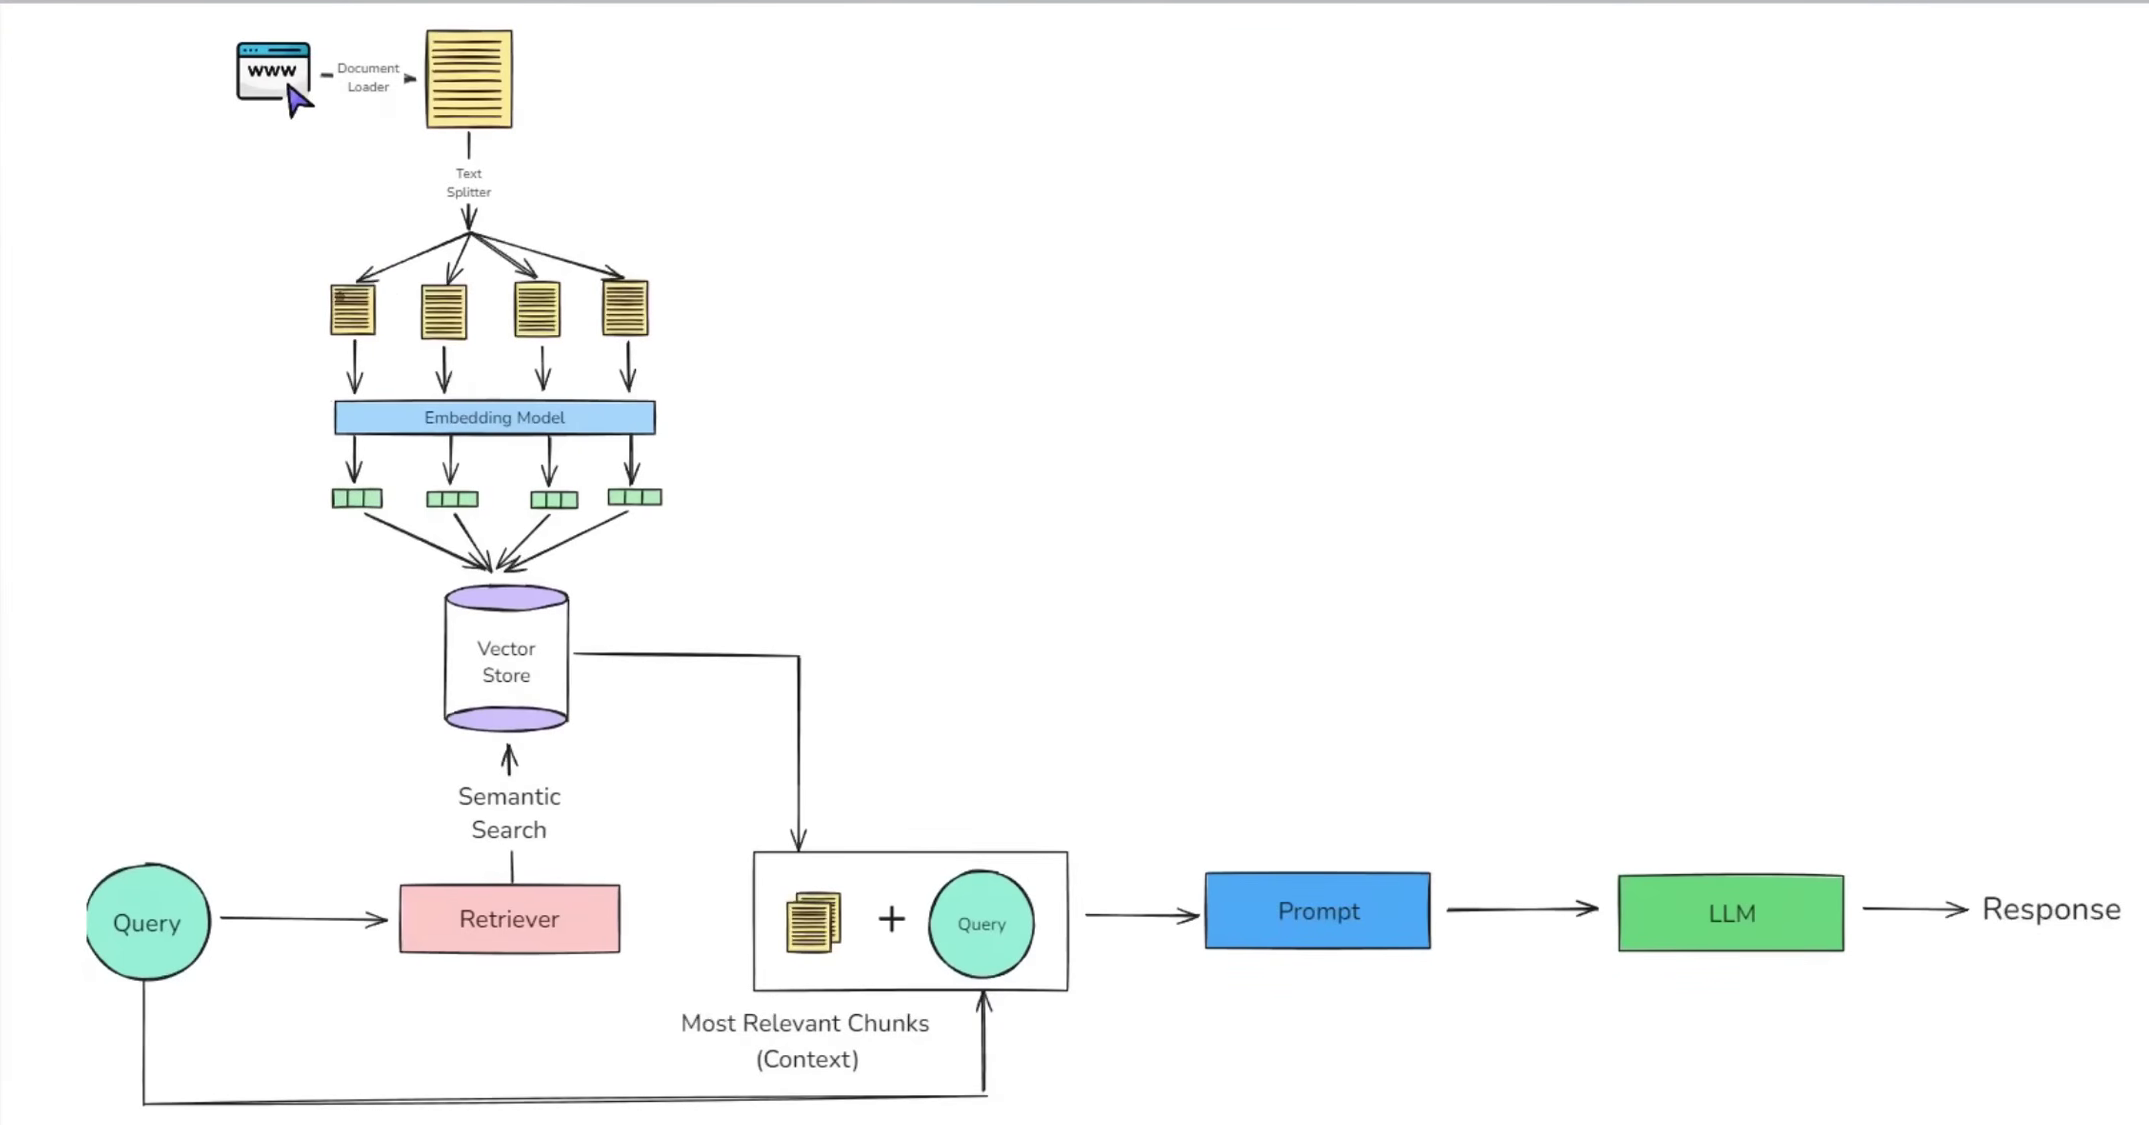 www
Document
Loader
Text
Splitter
Embedding Model
Vector
Store
Semantic
Search
Query
Retriever
Query
Prompt
LLM
Response
Most Relevant Chunks
(Context)